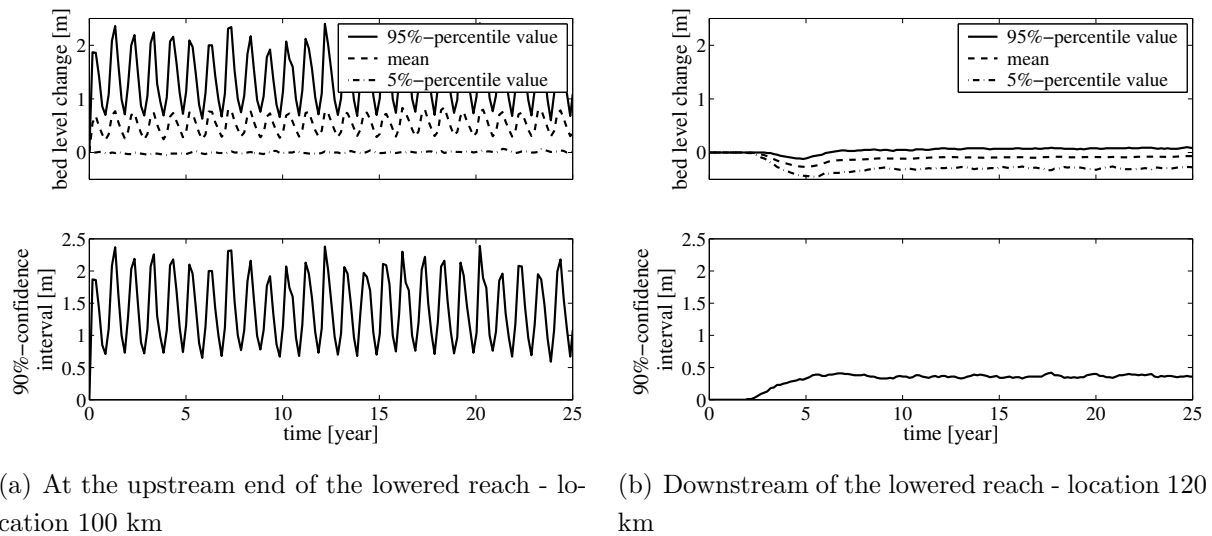 bed level change [m]
2
1
0
95%−percentile value
mean
5%−percentile value
bed level change [m]
2
1
0
95%−percentile value
mean
5%−percentile value
90%−confidence
interval [m]
2.5
2
1.5
1
0.5
0
0 5 10 15 20 25
time [year]
90%−confidence
interval [m]
2.5
2
1.5
1
0.5
0
0 5 10 15 20 25
time [year]
(a) At the upstream end of the lowered reach - lo-
cation 100 km
(b) Downstream of the lowered reach - location 120
km